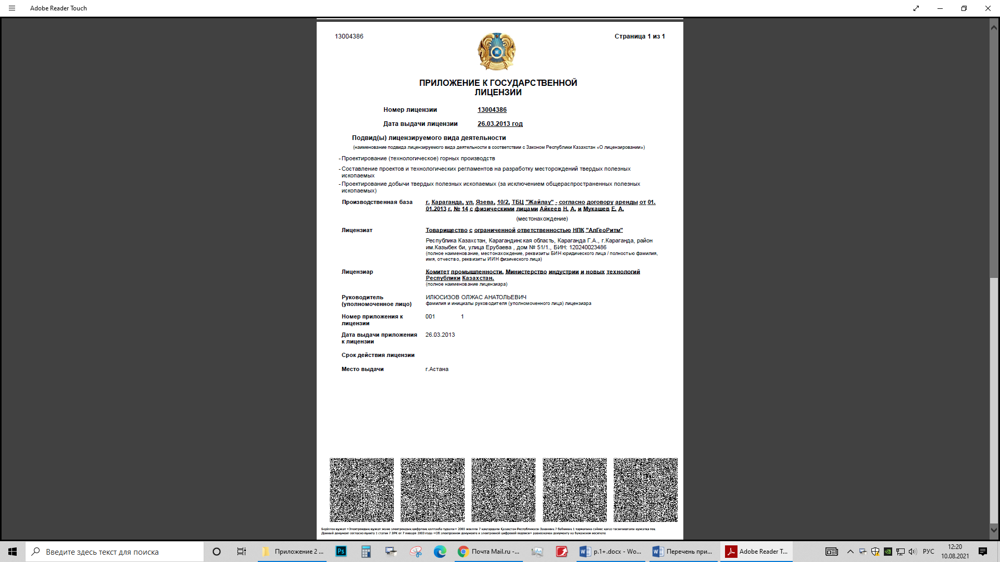 Adobe Reader Touch
13004386
Страница 1 из 1
ПРИЛОЖЕНИЕ К ГОСУДАРСТВЕННОЙ
ЛИЦЕНЗИИ
Номер лицензии 13004386
Дата выдачи лицензии 26.03.2013 год
Подвид(ы) лицензируемого вида деятельности
(наименование подвида лицензируемого вида деятельности в соответствии с Законом Республики Казахстан «О лицензировании»)
- Проектирование (технологическое) горных производств
- Составление проектов и технологических регламентов на разработку месторождений твердых полезных
ископаемых
- Проектирование добычи твердых полезных ископаемых (за исключением общераспространенных полезных
ископаемых)
Производственная база г. Караганда, ул. Язева, 10/2, ТБЦ "Жайлау" - согласно договору аренды от 01.
01.2013 г. № 14 с физическими лицами Айкеев Н. А. и Мукашев Е. А.
(местонахождение)
Лицензиат Товарищество с ограниченной ответственностью НПК "АлГеоРитм"
Республика Казахстан, Карагандинская область, Караганда Г.А., г.Караганда, район
им.Казыбек би, улица Ерубаева , дом № 51/1., БИН: 120240023486
(полное наименование, местонахождение, реквизиты БИН юридического лица / полностью фамилия,
имя, отчество, реквизиты ИИН физического лица)
Лицензиар Комитет промышленности. Министерство индустрии и новых технологий
Республики Казахстан.
(полное наименование лицензиара)
Руководитель ИЛЮСИЗОВ ОЛЖАС АНАТОЛЬЕВИЧ
(уполномоченное лицо) фамилия и инициалы руководителя (уполномоченного лица) лицензиара
Номер приложения к 001 1
лицензии
Дата выдачи приложения 26.03.2013
к лицензии
Срок действия лицензии
Место выдачи г.Астана
Берілген құжат «Электрондық құжат және электрондық цифрлық қолтаңба туралы» 2003 жылғы 7 қаңтардағы Қазақстан Республикасы Заңының 7 бабының 1 тармағына сәйкес қағаз тасығыштағы құжатқа тең
Данный документ согласно пункту 1 статьи 7 ЗРК от 7 января 2003 года «Об электронном документе и электронной цифровой подписи» равнозначен документу на бумажном носителе
Введите здесь текст для поиска
Приложение 2 ...
Ps
Почта Mail.ru -...
р.1+.docx - Wo...
Перечень при...
Adobe Reader T...
РУС
12:20
10.08.2021